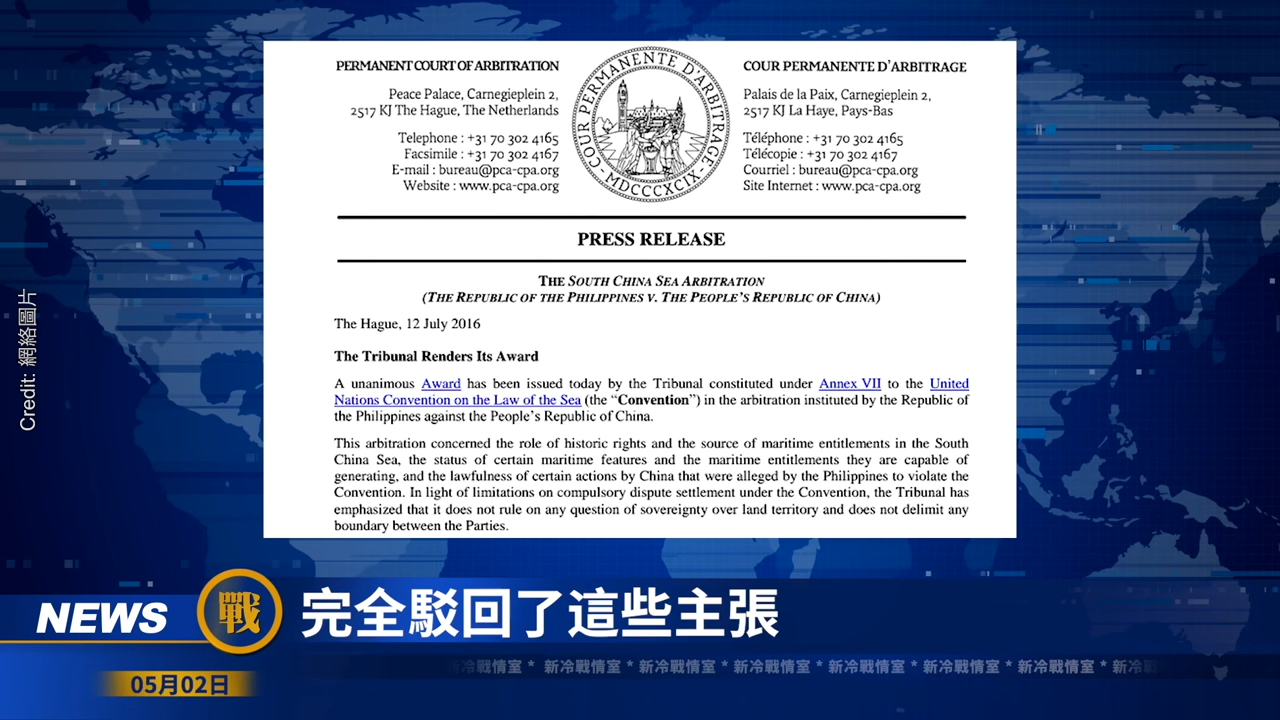 PERMANENT COURT OF ARBITRATION
Peace Palace, Carnegieplein 2,
2517 KJ The Hague, The Netherlands
Telephone : +31 70 302 4165
Facsimile : +31 70 302 4167
E-mail : bureau@pca-cpa.org
Website : www.pca-cpa.org
COUR PERMANENTE D'ARBITRAGE
MDCCCXCIX
COUR PERMANENTE D'ARBITRAGE
Palais de la Paix, Carnegieplein 2,
2517 KJ La Haye, Pays-Bas
Téléphone : +31 70 302 4165
Télécopie : +31 70 302 4167
Courriel : bureau@pca-cpa.org
Site Internet : www.pca-cpa.org
PRESS RELEASE
THE SOUTH CHINA SEA ARBITRATION
(THE REPUBLIC OF THE PHILIPPINES V. THE PEOPLE'S REPUBLIC OF CHINA)
The Hague, 12 July 2016
The Tribunal Renders Its Award
A unanimous Award has been issued today by the Tribunal constituted under Annex VII to the United
Nations Convention on the Law of the Sea (the “Convention”) in the arbitration instituted by the Republic of
the Philippines against the People's Republic of China.
This arbitration concerned the role of historic rights and the source of maritime entitlements in the South
China Sea, the status of certain maritime features and the maritime entitlements they are capable of
generating, and the lawfulness of certain actions by China that were alleged by the Philippines to violate the
Convention. In light of limitations on compulsory dispute settlement under the Convention, the Tribunal has
emphasized that it does not rule on any question of sovereignty over land territory and does not delimit any
boundary between the Parties.
Credit: 網絡圖片
NEWS
戰
完全駁回了這些主張
新冷戰情室 * 新冷戰情室 * 新冷戰情室 * 新冷戰情室 * 新冷戰情室 * 新冷戰情室 * 新冷戰情室 * 新冷
05月02日